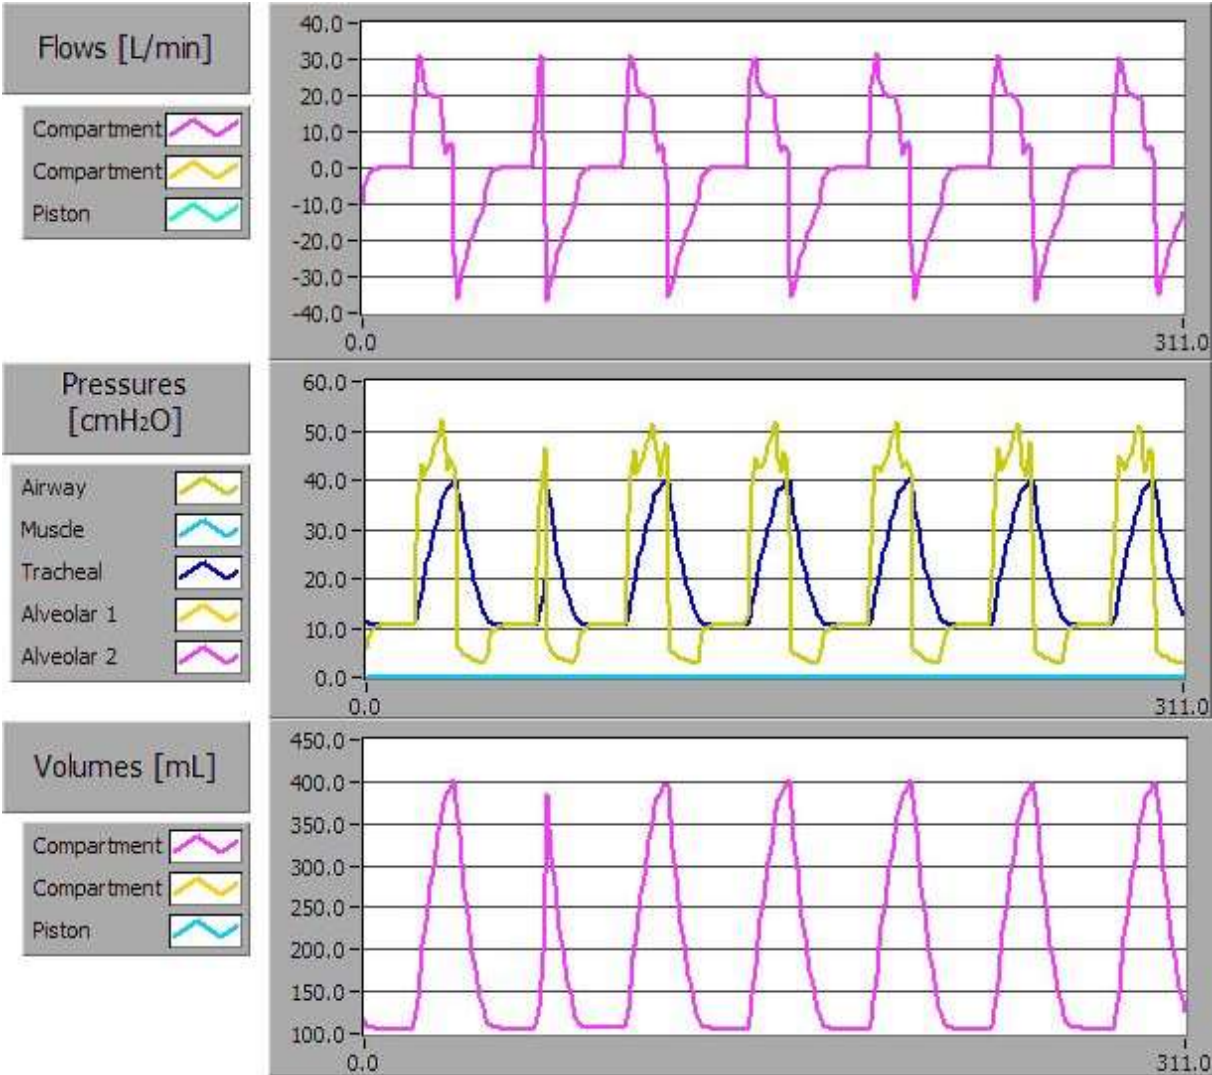 Flows [L/min]
Compartment
Compartment
Piston
40.0
30.0
20.0
10.0
0.0
-10.0
-20.0
-30.0
-40.0
0.0 311.0
Pressures
[cmH₂O]
Airway
Muscle
Tracheal
Alveolar 1
Alveolar 2
60.0
50.0
40.0
30.0
20.0
10.0
0.0
0.0 311.0
Volumes [mL]
Compartment
Compartment
Piston
450.0
400.0
350.0
300.0
250.0
200.0
150.0
100.0
0.0 311.0